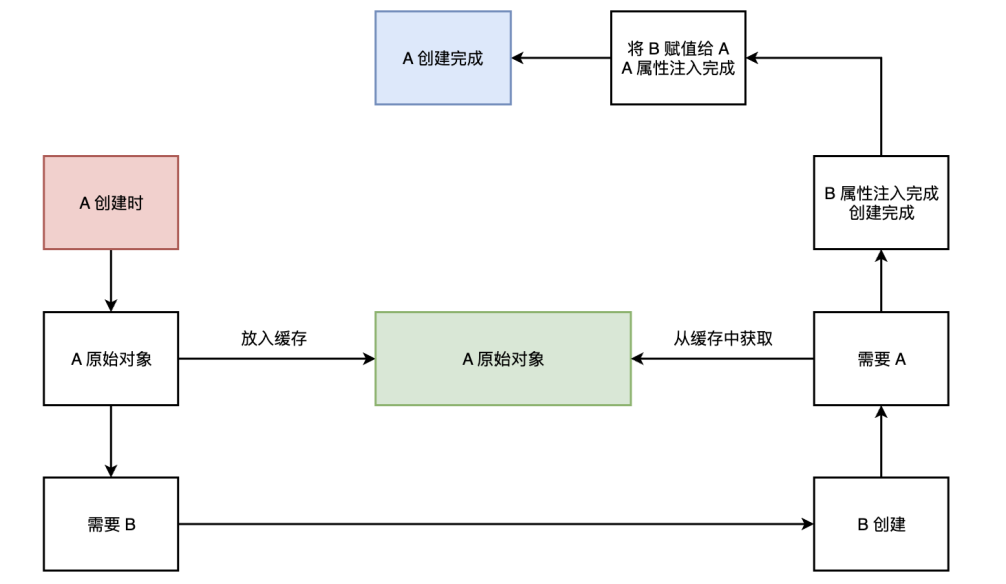 A 创建完成
将 B 赋值给 A
A 属性注入完成
A 创建时
B 属性注入完成
创建完成
A 原始对象
放入缓存
A 原始对象
从缓存中获取
需要 A
需要 B
B 创建